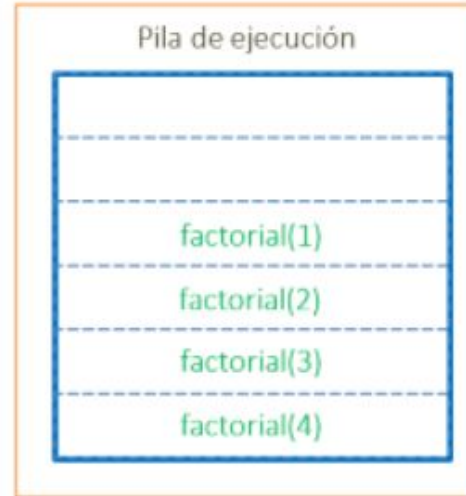 Pila de ejecución
factorial(1)
factorial(2)
factorial(3)
factorial(4)